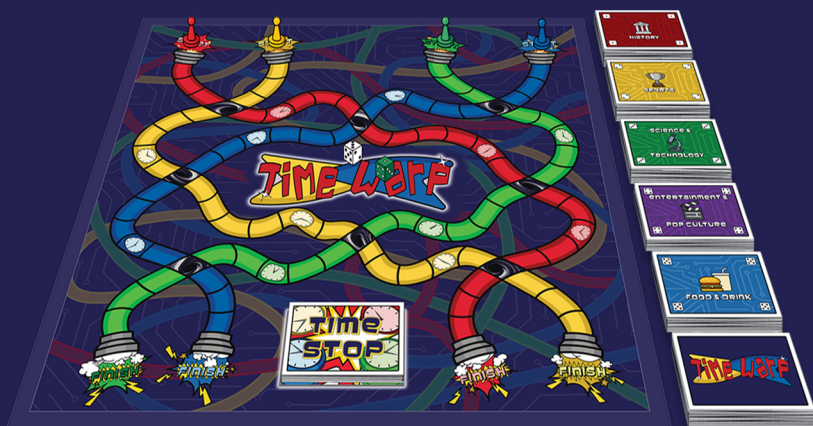 HISTORY
SPORTS
SCIENCE &
TECHNOLOGY
ENTERTAINMENT &
POP CULTURE
FOOD & DRINK
TIME WARP
TIME WARP
TIME
STOP
FINISH
FINISH
FINISH
FINISH